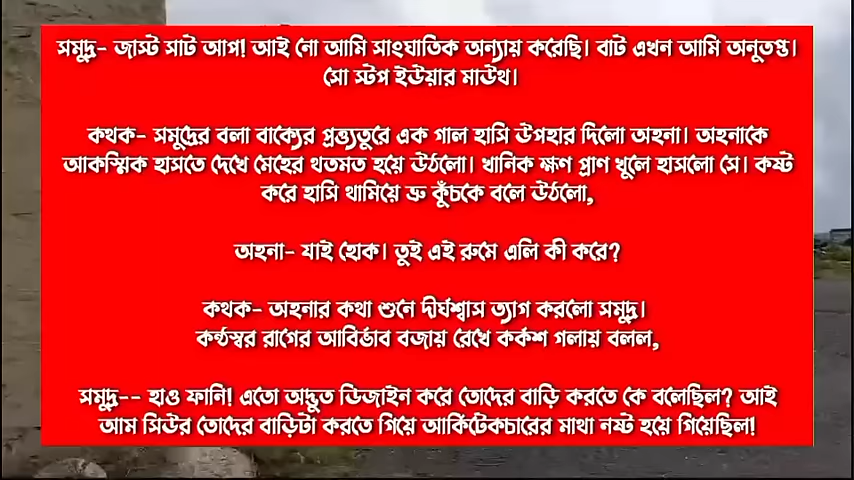 সমুদ্র- জাস্ট সাট আপ! আই নো আমি সাংঘাতিক অন্যায় করেছি। বাট এখন আমি অনুতপ্ত।
সো স্টপ ইউয়ার মাউথ।
কথক- সমুদ্রের বলা বাক্যের প্রত্ত্যতুরে এক গাল হাসি উপহার দিলো অহনা। অহনাকে
আকস্মিক হাসতে দেখে মেহের থতমত হয়ে উঠলো। খানিক ক্ষণ প্রাণ খুলে হাসলো সে। কষ্ট
করে হাসি থামিয়ে ভ্রু কুঁচকে বলে উঠলো,
অহনা- যাই হোক। তুই এই রুমে এলি কী করে?
কথক- অহনার কথা শুনে দীর্ঘশ্বাস ত্যাগ করলো সমুদ্র।
কন্ঠস্বর রাগের আবির্ভাব বজায় রেখে কর্কশ গলায় বলল,
সমুদ্র-- হাও ফানি! এতো অদ্ভুত ডিজাইন করে তোদের বাড়ি করতে কে বলেছিল? আই
আম সিউর তোদের বাড়িটা করতে গিয়ে আর্কিটেকচারের মাথা নষ্ট হয়ে গিয়েছিল!